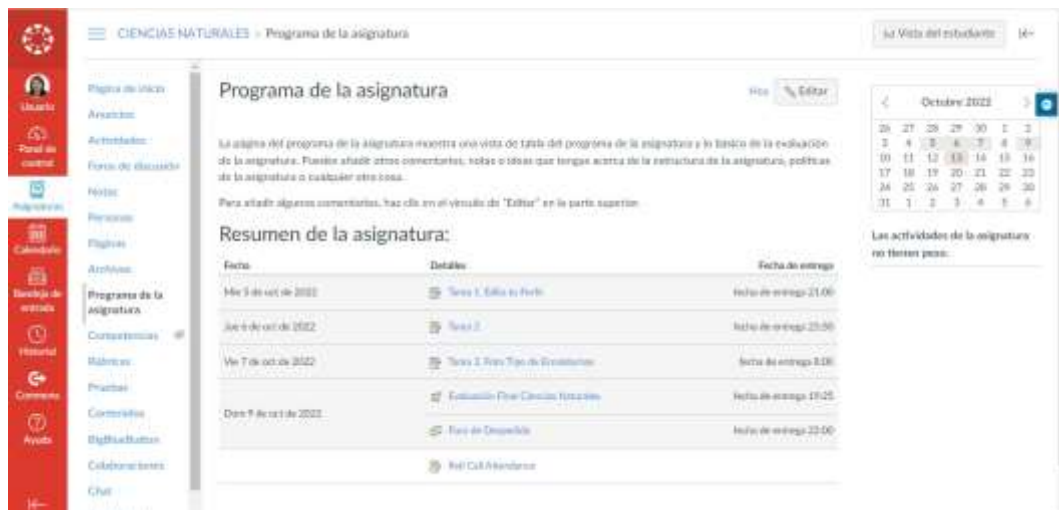 CIENCIAS NATURALES > Programa de la asignatura
Vista del estudiante
Usuario
Panel de control
Asignaturas
Calendario
Bandeja de entrada
Historial
Commons
Ayuda
Página de inicio
Anuncios
Actividades
Foros de discusión
Notas
Personas
Páginas
Archivos
Programa de la
asignatura
Competencias
Rúbricas
Pruebas
Contenidos
BigBlueButton
Colaboraciones
Chat
Programa de la asignatura
Hoy
Editar
La página del programa de la asignatura muestra una vista de tabla del programa de la asignatura y lo básico de la evaluación
de la asignatura. Puedes añadir otros comentarios, notas o ideas que tengas acerca de la estructura de la asignatura, políticas
de la asignatura o cualquier otra cosa.
Para añadir algunos comentarios, haz clic en el vínculo de "Editar" en la parte superior.
Resumen de la asignatura:
Fecha Detalles Fecha de entrega
Mie 5 de oct de 2022 Tarea 1. Edita tu Perfil fecha de entrega 21:00
Jue 6 de oct de 2022 Tarea 2 fecha de entrega
Vie 7 de oct de 2022 Tarea 3. Foro Tipo de Ecosistemas fecha de entrega 8:08
Dom 9 de oct de 2022 Evaluación Final Ciencias Naturales fecha de entrega 19:25
Foro de Despedida fecha de entrega 22:00
Roll Call Attendance
Octubre 2022
26 27 28 29 30 1 2
3 4 5 6 7 8 9
10 11 12 13 14 15 16
17 18 19 20 21 22 23
24 25 26 27 28 29 30
31 1 2 3 4 5 6
Las actividades de la asignatura
no tienen peso.